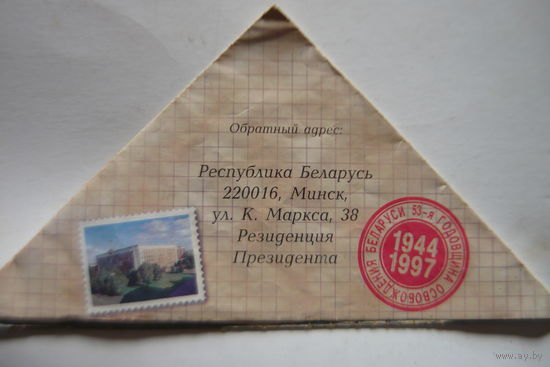 Обратный адрес:
Республика Беларусь
220016, Минск,
ул. К. Маркса, 38
Резиденция
Президента
53-я ГОДОВЩИНА ОСВОБОЖДЕНИЯ БЕЛАРУСИ
1944
1997
www.ay.by